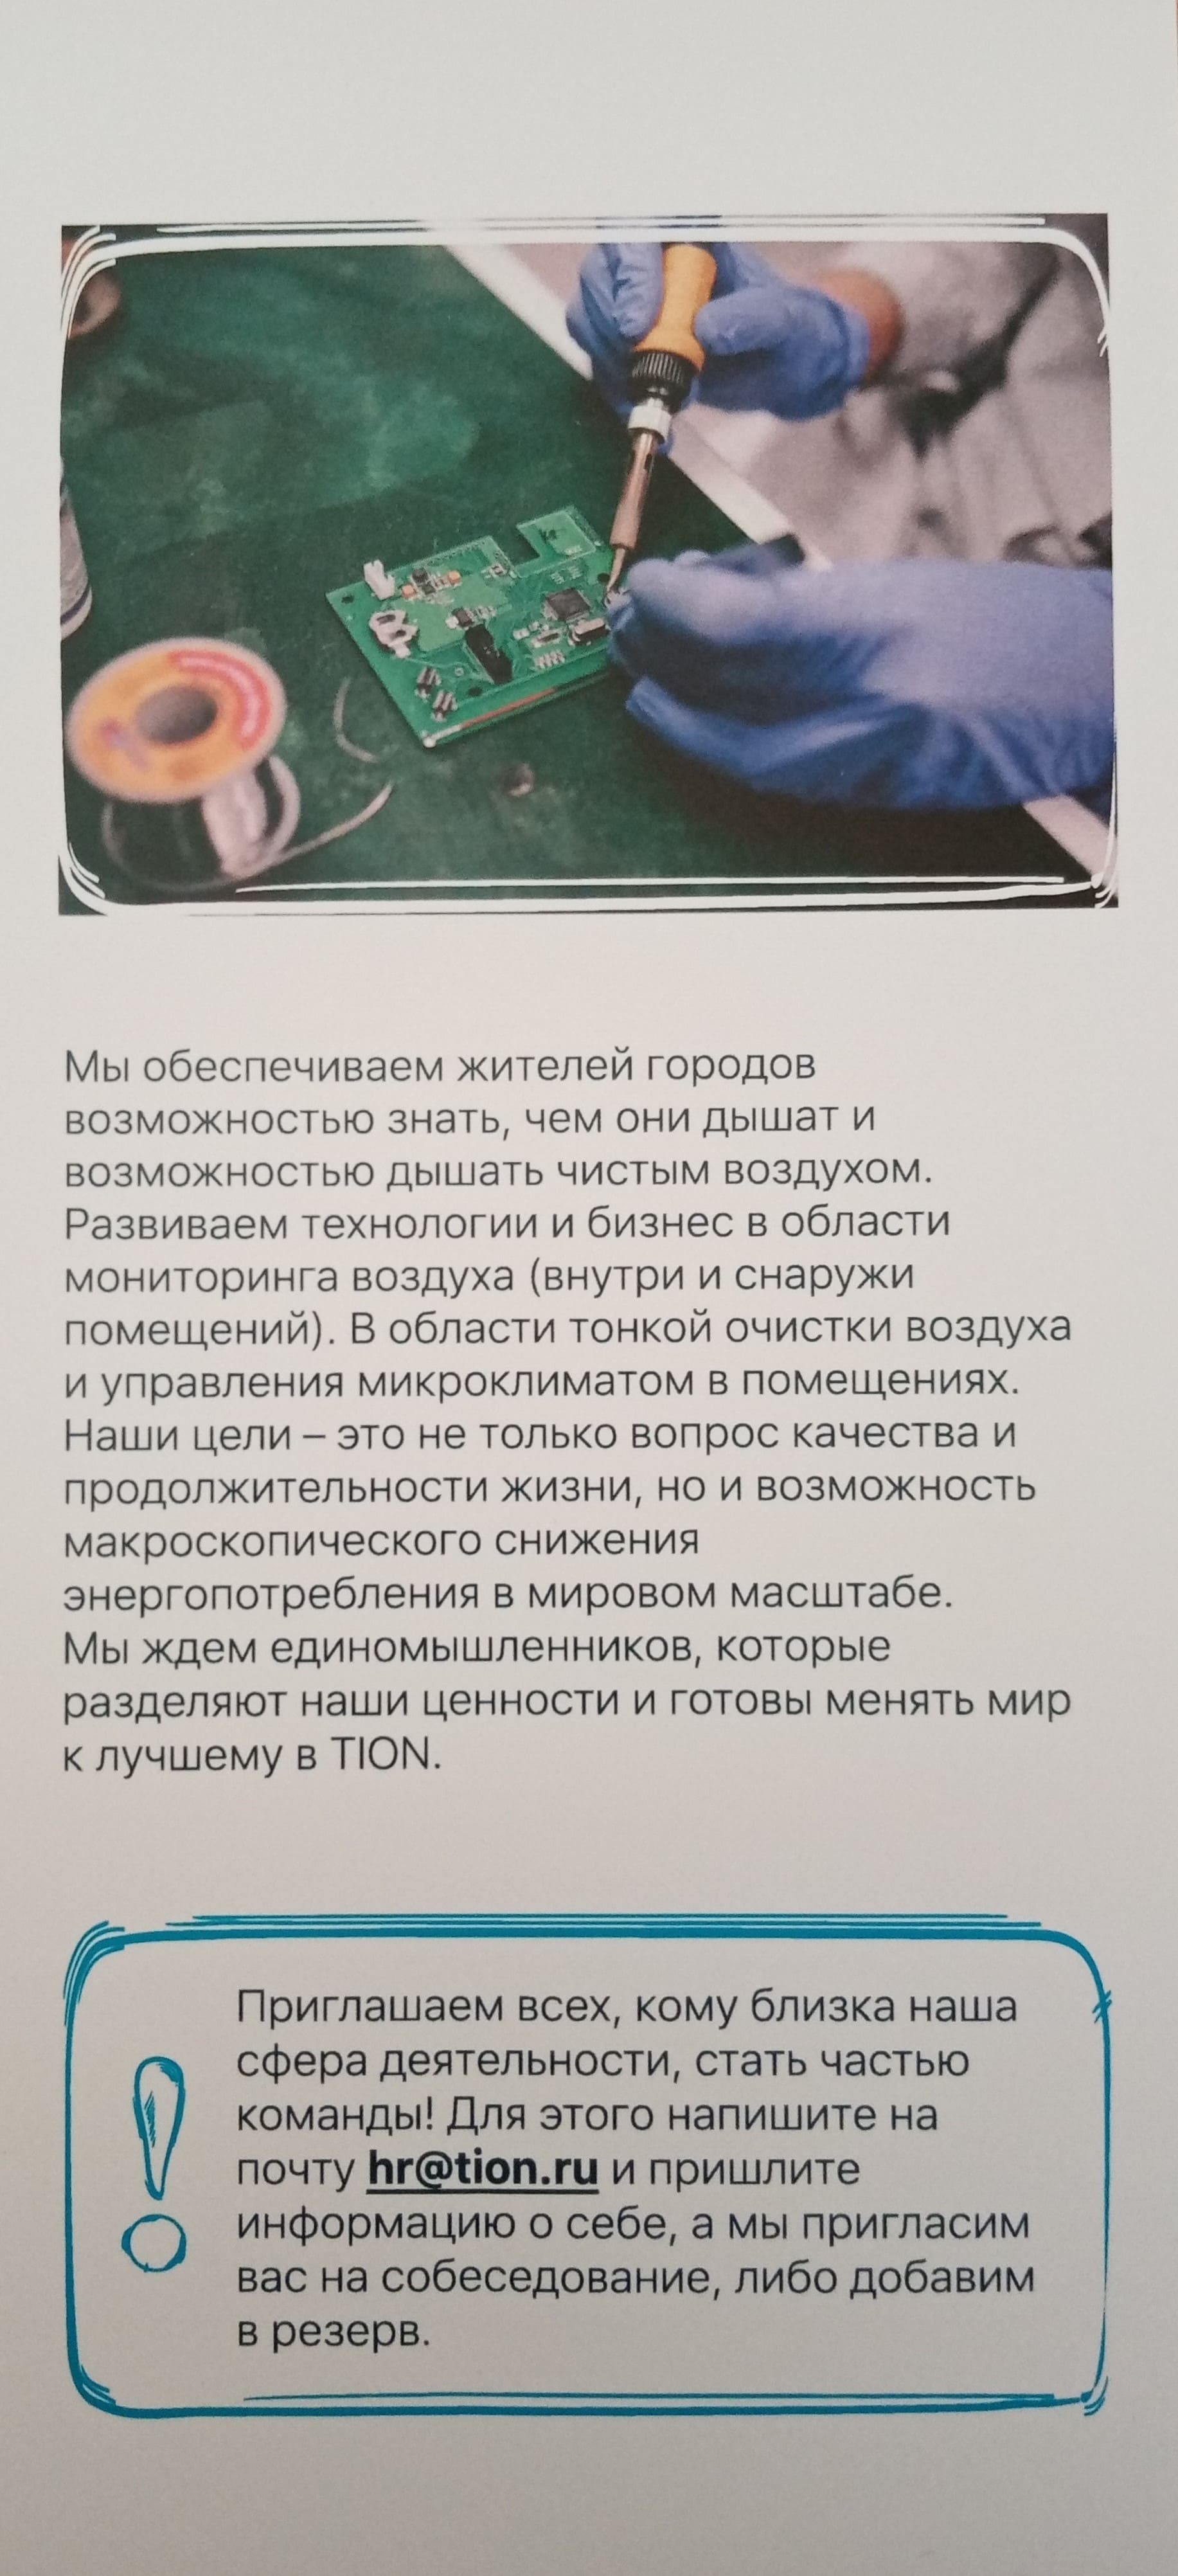 Мы обеспечиваем жителей городов
возможностью знать, чем они дышат и
возможностью дышать чистым воздухом.
Развиваем технологии и бизнес в области
мониторинга воздуха (внутри и снаружи
помещений). В области тонкой очистки воздуха
и управления микроклиматом в помещениях.
Наши цели – это не только вопрос качества и
продолжительности жизни, но и возможность
макроскопического снижения
энергопотребления в мировом масштабе.
Мы ждем единомышленников, которые
разделяют наши ценности и готовы менять мир
к лучшему в TION.
Приглашаем всех, кому близка наша
сфера деятельности, стать частью
команды! Для этого напишите на
почту hr@tion.ru и пришлите
информацию о себе, а мы пригласим
вас на собеседование, либо добавим
в резерв.